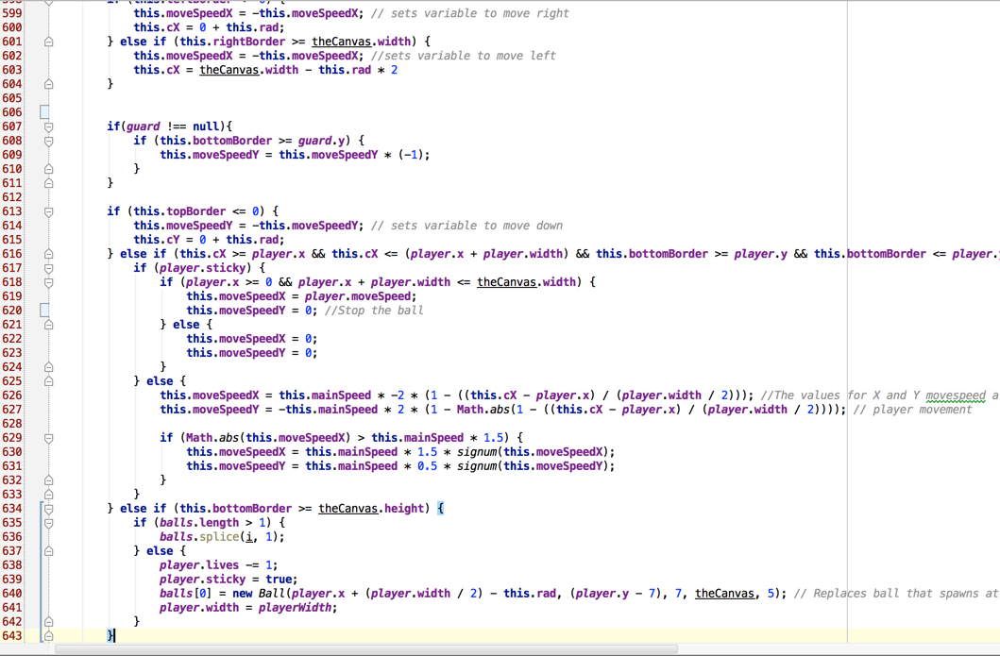 598 if (this.leftBorder < 0) {
599 this.moveSpeedX = -this.moveSpeedX; // sets variable to move right
600 this.cX = 0 + this.rad;
601 } else if (this.rightBorder >= theCanvas.width) {
602 this.moveSpeedX = -this.moveSpeedX; //sets variable to move left
603 this.cX = theCanvas.width - this.rad * 2
604 }
605
606
607 if(guard !== null){
608 if (this.bottomBorder >= guard.y) {
609 this.moveSpeedY = this.moveSpeedY * (-1);
610 }
611 }
612
613 if (this.topBorder <= 0) {
614 this.moveSpeedY = -this.moveSpeedY; // sets variable to move down
615 this.cY = 0 + this.rad;
616 } else if (this.cX >= player.x && this.cX <= (player.x + player.width) && this.bottomBorder >= player.y && this.bottomBorder <= player.
617 if (player.sticky) {
618 if (player.x >= 0 && player.x + player.width <= theCanvas.width) {
619 this.moveSpeedX = player.moveSpeed;
620 this.moveSpeedY = 0; //Stop the ball
621 } else {
622 this.moveSpeedX = 0;
623 this.moveSpeedY = 0;
624 }
625 } else {
626 this.moveSpeedX = this.mainSpeed * -2 * (1 - ((this.cX - player.x) / (player.width / 2))); //The values for X and Y movespeed a
627 this.moveSpeedY = -this.mainSpeed * 2 * (1 - Math.abs(1 - ((this.cX - player.x) / (player.width / 2)))); // player movement
628
629 if (Math.abs(this.moveSpeedX) > this.mainSpeed * 1.5) {
630 this.moveSpeedX = this.mainSpeed * 1.5 * signum(this.moveSpeedX);
631 this.moveSpeedY = this.mainSpeed * 0.5 * signum(this.moveSpeedY);
632 }
633 }
634 } else if (this.bottomBorder >= theCanvas.height) {
635 if (balls.length > 1) {
636 balls.splice(i, 1);
637 } else {
638 player.lives -= 1;
639 player.sticky = true;
640 balls[0] = new Ball(player.x + (player.width / 2) - this.rad, (player.y - 7), 7, theCanvas, 5); // Replaces ball that spawns at
641 player.width = playerWidth;
642 }
643 }